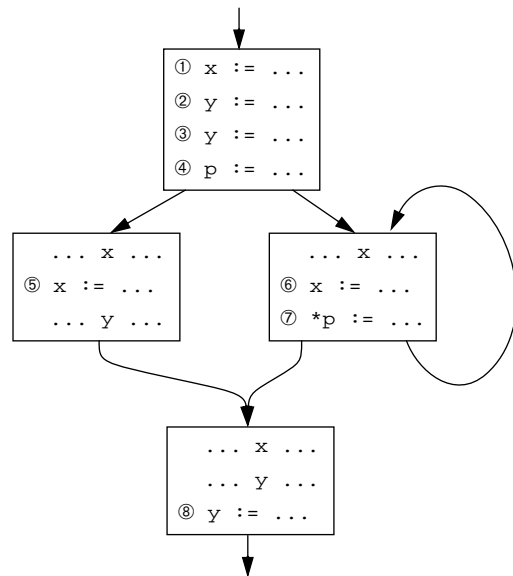 ① x := ...
② y := ...
③ y := ...
④ p := ...
... x ...
⑤ x := ...
... y ...
... x ...
⑥ x := ...
⑦ *p := ...
... x ...
... y ...
⑧ y := ...